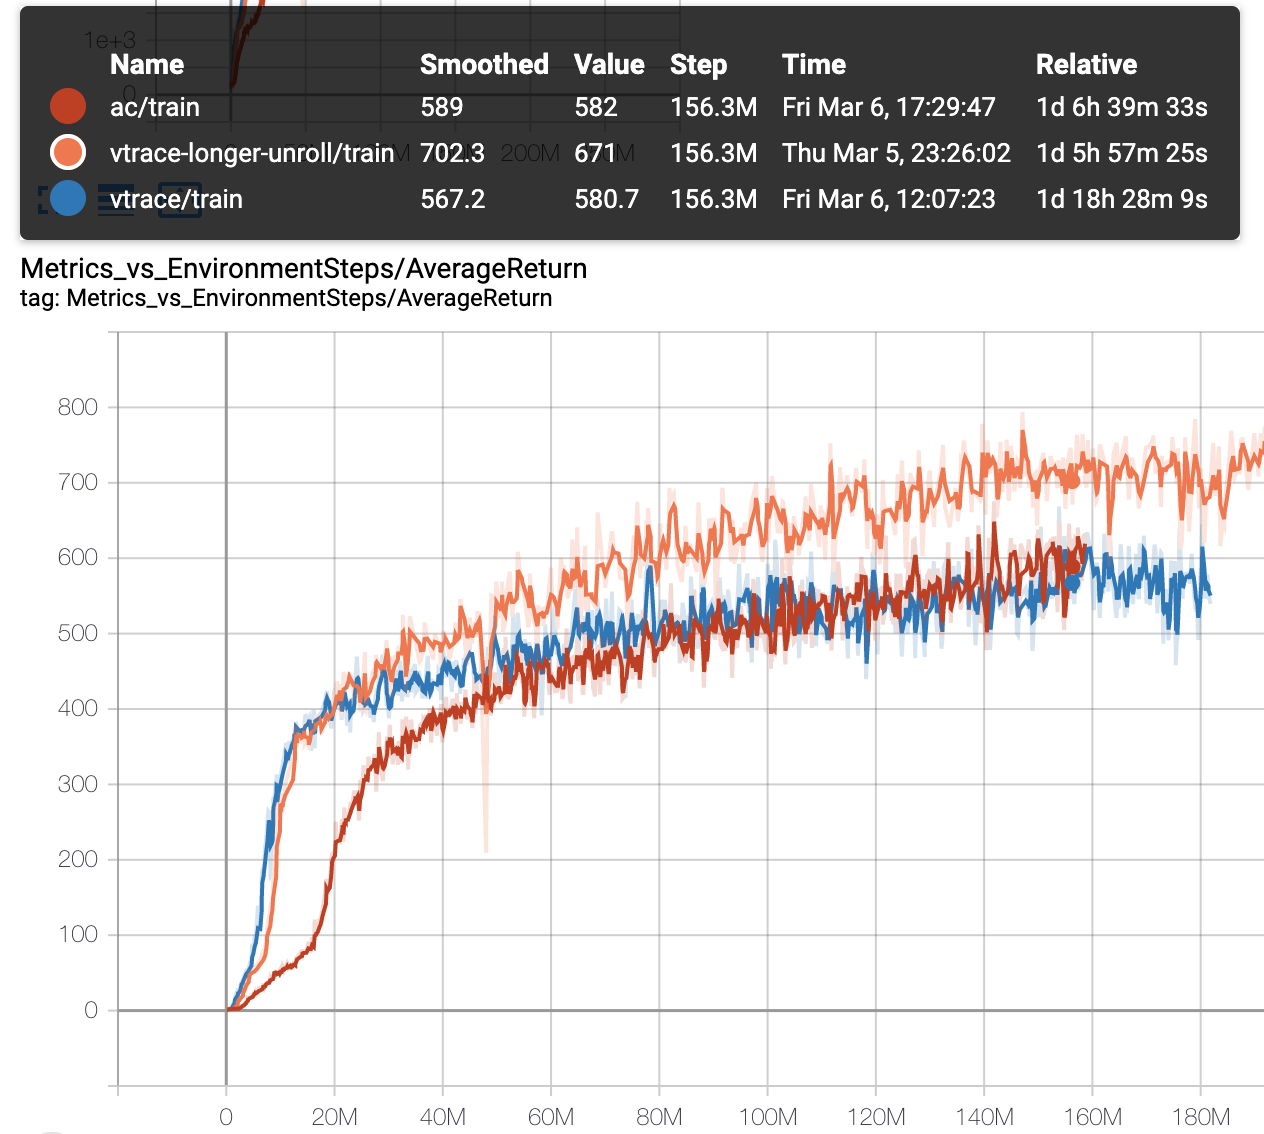 1e+3
Name Smoothed Value Step Time Relative
ac/train 589 582 156.3M Fri Mar 6, 17:29:47 1d 6h 39m 33s
vtrace-longer-unroll/train 702.3 671 156.3M Thu Mar 5, 23:26:02 1d 5h 57m 25s
vtrace/train 567.2 580.7 156.3M Fri Mar 6, 12:07:23 1d 18h 28m 9s
0
200M
Metrics_vs_EnvironmentSteps/AverageReturn
tag: Metrics_vs_EnvironmentSteps/AverageReturn
800
700
600
500
400
300
200
100
0
0 20M 40M 60M 80M 100M 120M 140M 160M 180M